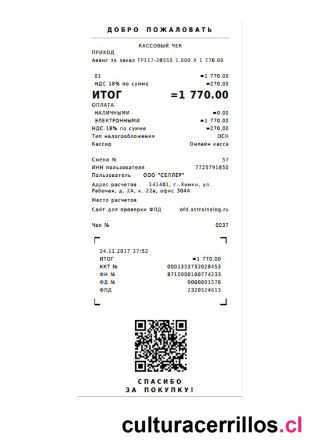 ДОБРО ПОЖАЛОВАТЬ
КАССОВЫЙ ЧЕК
ПРИХОД
Аванс за заказ ТР117-28550 1.000 X 1 770.00
01 =1 770.00
НДС 18% по сумме =270.00
ИТОГ =1 770.00
ОПЛАТА
НАЛИЧНЫМИ =0.00
ЭЛЕКТРОННЫМИ =1 770.00
НДС 18% по сумме =270,00
Тип налогообложения ОСН
Кассир Онлайн касса
Смена № 57
ИНН пользователя 7725791850
Пользователь ООО "СЕЛЛЕР"
Адрес расчетов 141401, г. Химки, ул.
Рабочая, д. 2А, к. 22а, офис 304А
Место расчетов
Сайт для проверки ФПД ofd.astralnalog.ru
Чек № 0037
24.11.2017 17:52
ИТОГ =1 770.00
ККТ № 0001353732028453
ФН № 8710000100774233
ФД № 0000001578
ФПД 2320524613
СПАСИБО
ЗА ПОКУПКУ!
culturacerrillos.cl